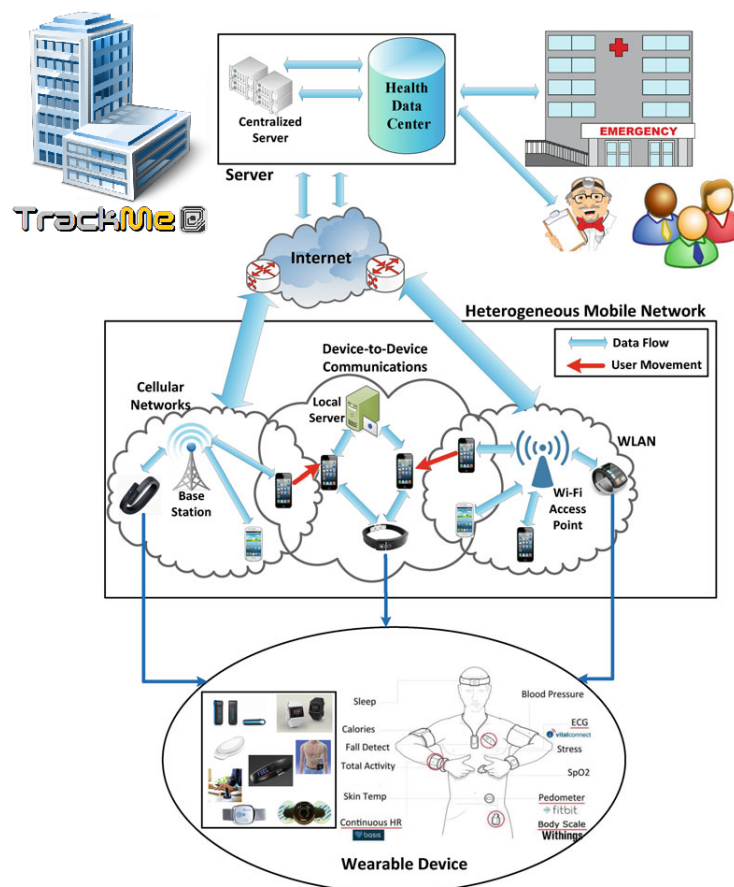 TrackMe
Health
Data
Center
Centralized
Server
Server
EMERGENCY
Internet
Heterogeneous Mobile Network
Data Flow
User Movement
Device-to-Device
Communications
Cellular
Networks
Local
Server
WLAN
Base
Station
Wi-Fi
Access
Point
Sleep
Blood Pressure
Calories
ECG
vitalconnect
Fall Detect
Stress
Total Activity
SpO2
Skin Temp
Pedometer
fitbit
Continuous HR
basis
Body Scale
Withings
Wearable Device